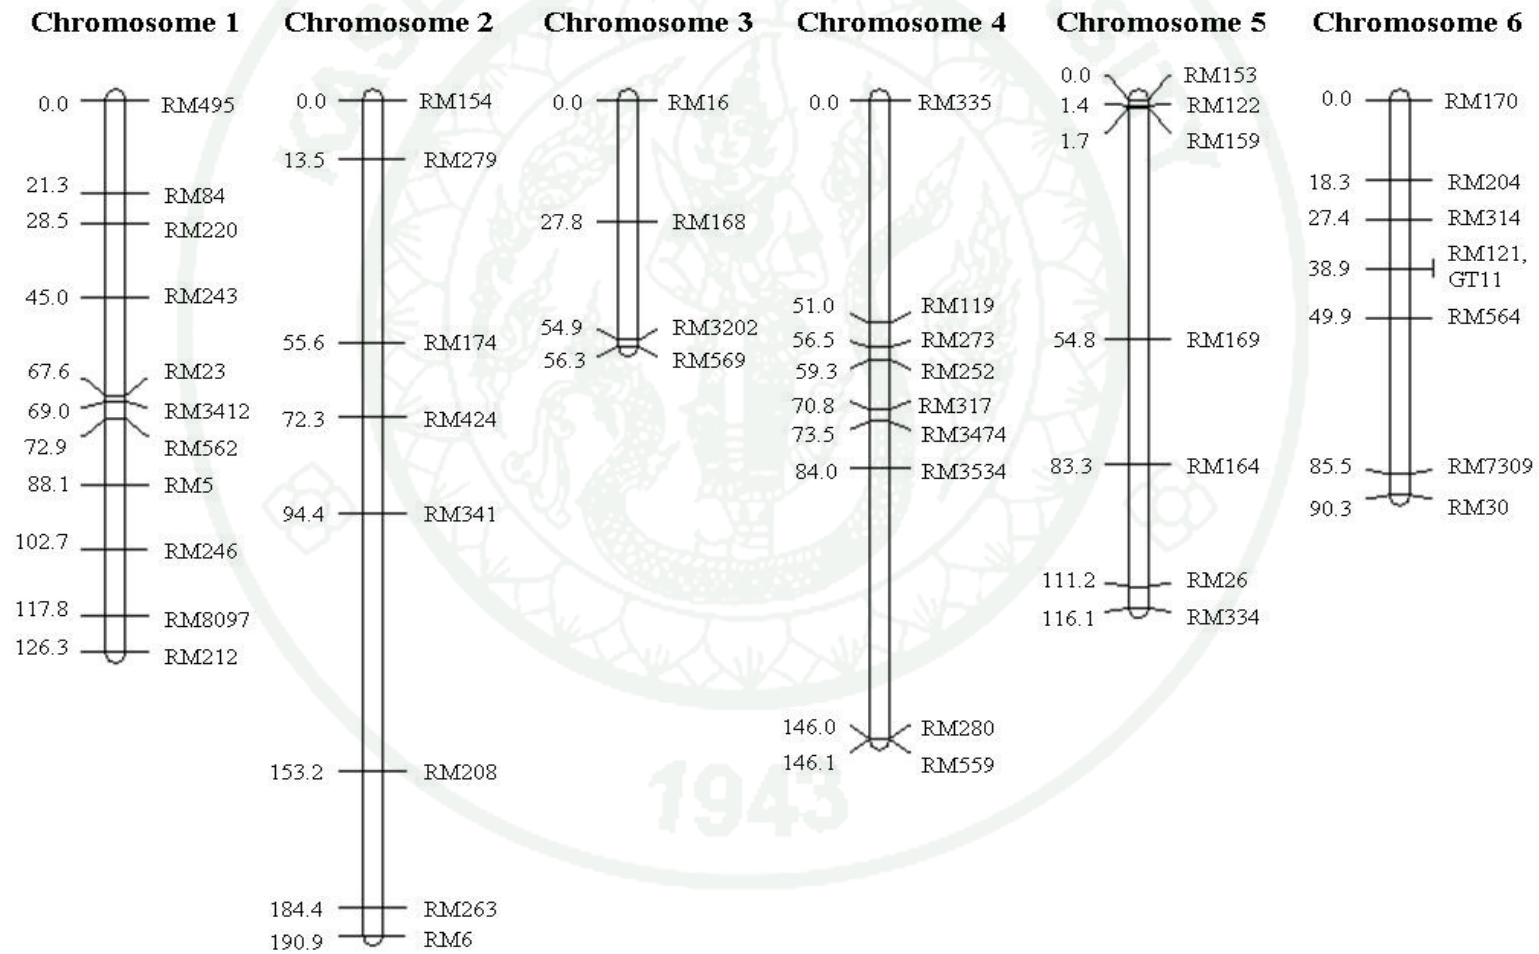 Chromosome 1
0.0 RM495
21.3 RM84
28.5 RM220
45.0 RM243
67.6 RM23
69.0 RM3412
72.9 RM562
88.1 RM5
102.7 RM246
117.8 RM8097
126.3 RM212
Chromosome 2
0.0 RM154
13.5 RM279
55.6 RM174
72.3 RM424
94.4 RM341
153.2 RM208
184.4 RM263
190.9 RM6
Chromosome 3
0.0 RM16
27.8 RM168
54.9 RM3202
56.3 RM569
Chromosome 4
0.0 RM335
51.0 RM119
56.5 RM273
59.3 RM252
70.8 RM317
73.5 RM3474
84.0 RM3534
146.0 RM280
146.1 RM559
Chromosome 5
0.0 RM153
1.4 RM122
1.7 RM159
54.8 RM169
83.3 RM164
111.2 RM26
116.1 RM334
Chromosome 6
0.0 RM170
18.3 RM204
27.4 RM314
38.9 RM121,
GT11
49.9 RM564
85.5 RM7309
90.3 RM30
1943